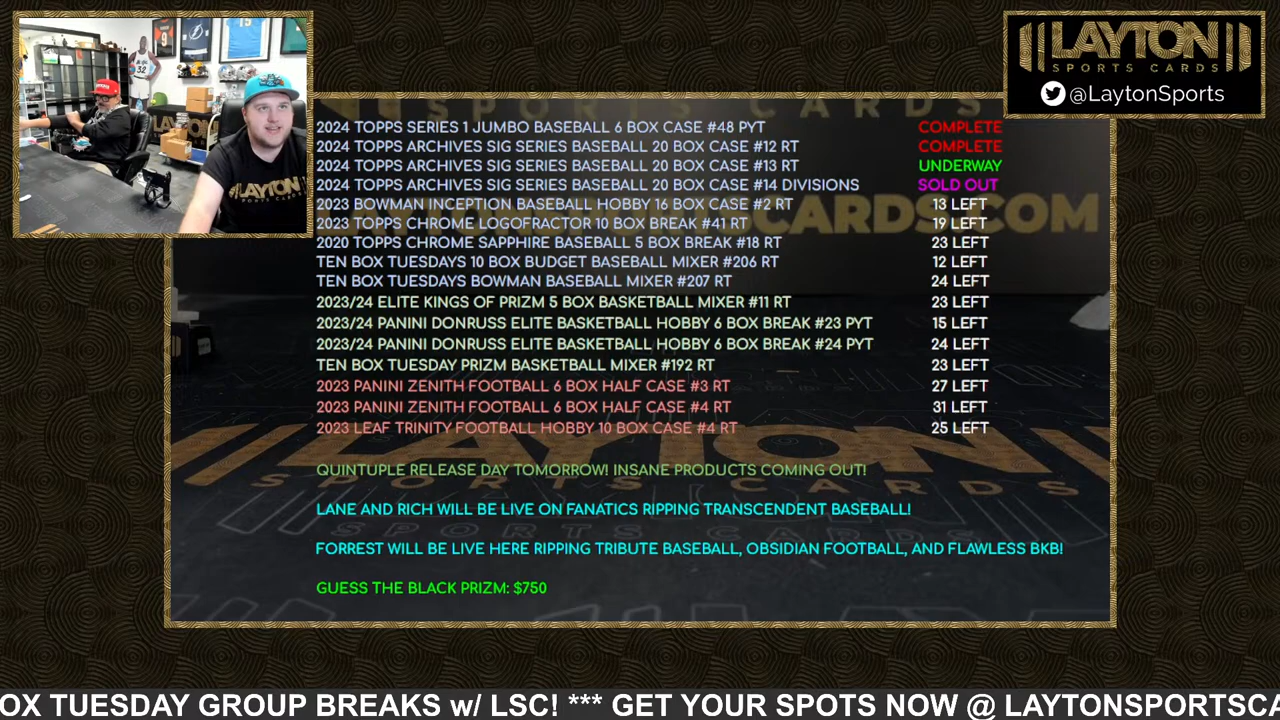 LAYTON
SPORTS CARDS
@LaytonSports
2024 TOPPS SERIES 1 JUMBO BASEBALL 6 BOX CASE #48 PYT COMPLETE
2024 TOPPS ARCHIVES SIG SERIES BASEBALL 20 BOX CASE #12 RT COMPLETE
2024 TOPPS ARCHIVES SIG SERIES BASEBALL 20 BOX CASE #13 RT UNDERWAY
2024 TOPPS ARCHIVES SIG SERIES BASEBALL 20 BOX CASE #14 DIVISIONS SOLD OUT
2023 BOWMAN INCEPTION BASEBALL HOBBY 16 BOX CASE #2 RT 13 LEFT
2023 TOPPS CHROME LOGOFRACTOR 10 BOX BREAK #41 RT 19 LEFT
2020 TOPPS CHROME SAPPHIRE BASEBALL 5 BOX BREAK #18 RT 23 LEFT
TEN BOX TUESDAYS 10 BOX BUDGET BASEBALL MIXER #206 RT 12 LEFT
TEN BOX TUESDAYS BOWMAN BASEBALL MIXER #207 RT 24 LEFT
2023/24 ELITE KINGS OF PRIZM 5 BOX BASKETBALL MIXER #11 RT 23 LEFT
2023/24 PANINI DONRUSS ELITE BASKETBALL HOBBY 6 BOX BREAK #23 PYT 15 LEFT
2023/24 PANINI DONRUSS ELITE BASKETBALL HOBBY 6 BOX BREAK #24 PYT 24 LEFT
TEN BOX TUESDAY PRIZM BASKETBALL MIXER #192 RT 23 LEFT
2023 PANINI ZENITH FOOTBALL 6 BOX HALF CASE #3 RT 27 LEFT
2023 PANINI ZENITH FOOTBALL 6 BOX HALF CASE #4 RT 31 LEFT
2023 LEAF TRINITY FOOTBALL HOBBY 10 BOX CASE #4 RT 25 LEFT
QUINTUPLE RELEASE DAY TOMORROW! INSANE PRODUCTS COMING OUT!
LANE AND RICH WILL BE LIVE ON FANATICS RIPPING TRANSCENDENT BASEBALL!
FORREST WILL BE LIVE HERE RIPPING TRIBUTE BASEBALL, OBSIDIAN FOOTBALL, AND FLAWLESS BKB!
GUESS THE BLACK PRIZM: $750
OX TUESDAY GROUP BREAKS w/ LSC! *** GET YOUR SPOTS NOW @ LAYTONSPORTSCA